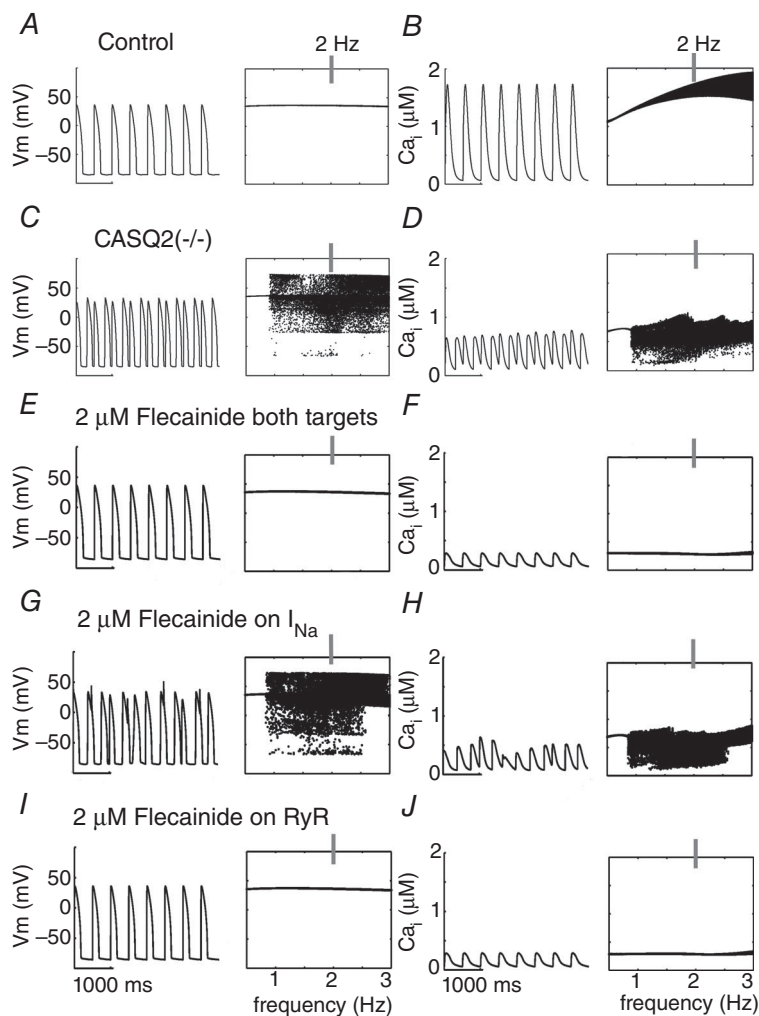 A
Control
2 Hz
B
2 Hz
Vm (mV)
50
0
–50
Ca_i (μM)
2
1
0
C
CASQ2(-/-)
D
Vm (mV)
50
0
–50
Ca_i (μM)
2
1
0
E
2 μM Flecainide both targets
F
Vm (mV)
50
0
–50
Ca_i (μM)
2
1
0
G
2 μM Flecainide on I_Na
H
Vm (mV)
50
0
–50
Ca_i (μM)
2
1
0
I
2 μM Flecainide on RyR
J
Vm (mV)
50
0
–50
Ca_i (μM)
2
1
0
1000 ms
1 2 3
frequency (Hz)
1000 ms
1 2 3
frequency (Hz)